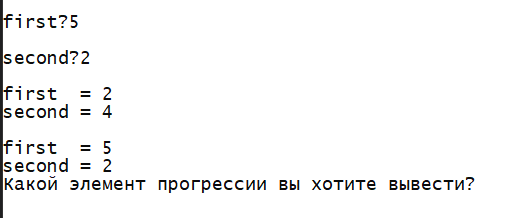 first?5
second?2
first  = 2
second = 4
first  = 5
second = 2
Какой элемент прогрессии вы хотите вывести?